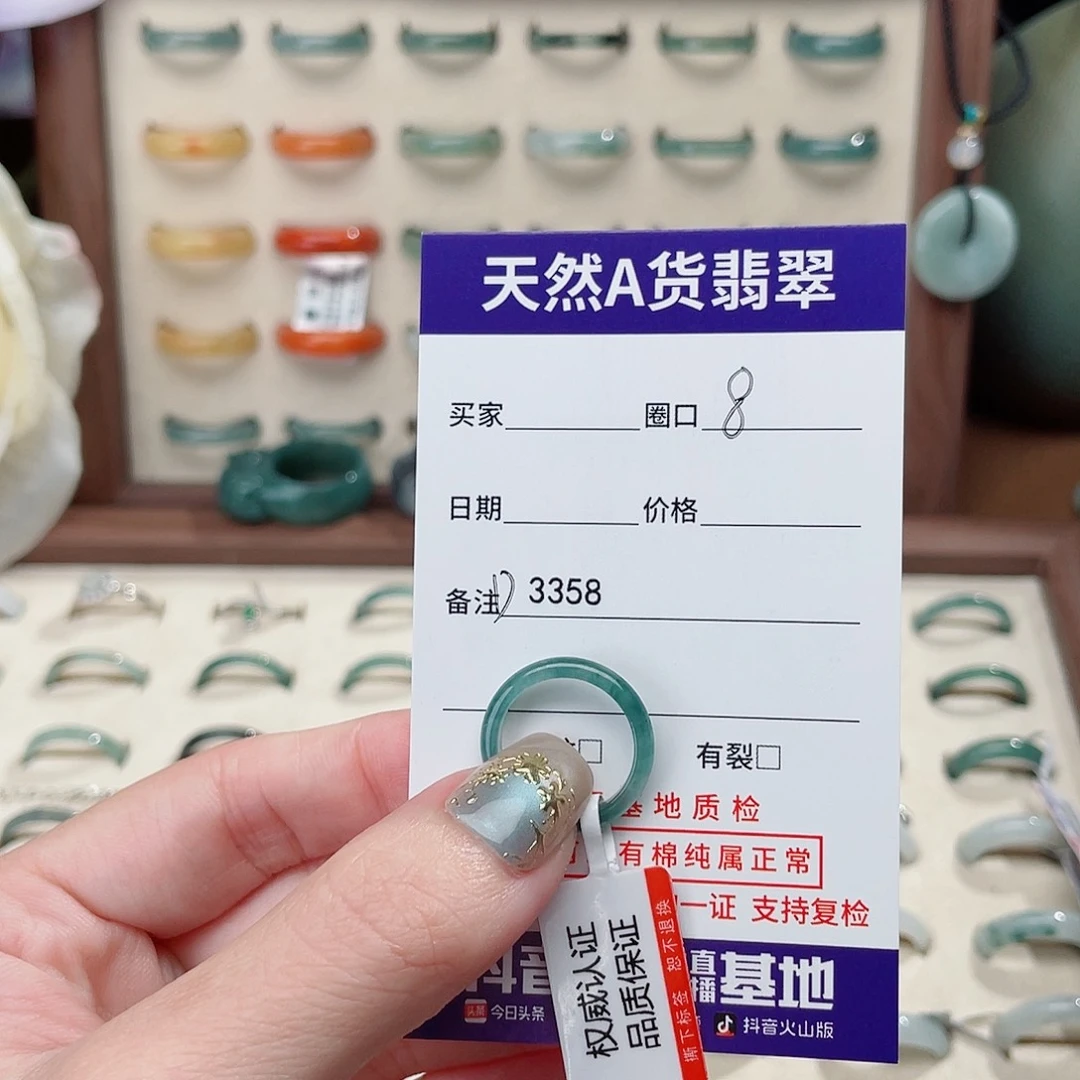 天然A货翡翠
买家 圈口 8
日期 价格
备注 3358
有裂□
基地质检
有棉纯属正常
一证 支持复检
抖音 直播基地
头条 今日头条 抖音火山版
权威认证
品质保证
撕下标签 恕不退换